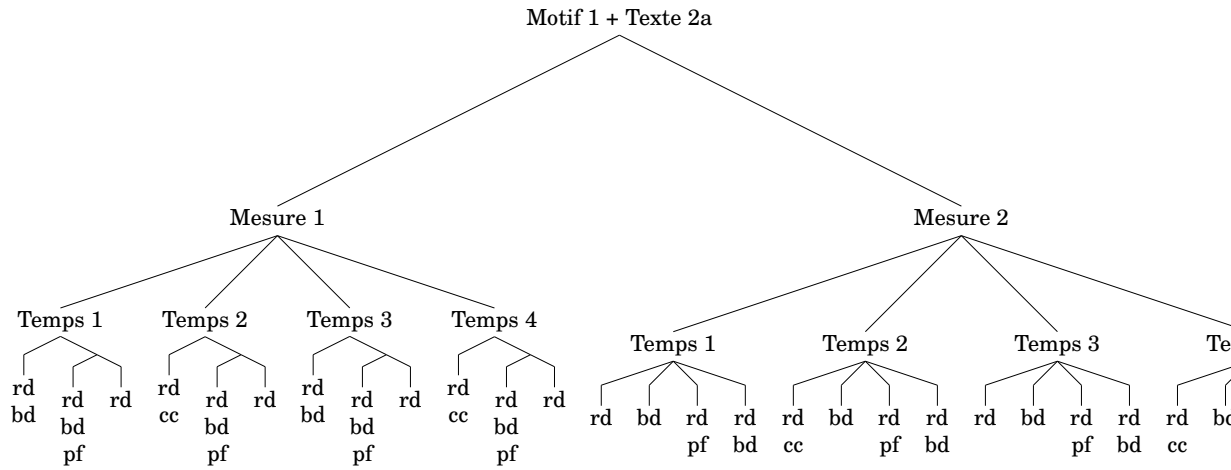 Motif 1 + Texte 2a
Mesure 1 Mesure 2
Temps 1 Temps 2 Temps 3 Temps 4
Temps 1 Temps 2 Temps 3 Te
rd rd rd rd
bd rd rd cc rd rd bd rd rd cc rd rd
bd bd bd bd
pf pf pf pf
rd bd rd rd rd bd rd rd rd bd rd rd rd bd
pf bd cc pf bd pf bd cc